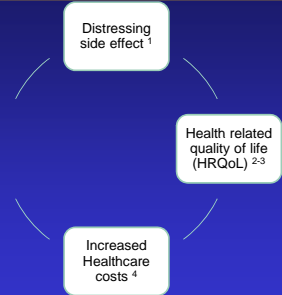 Distressing
side effect 1
Health related
quality of life
(HRQoL) 2-3
Increased
Healthcare
costs 4